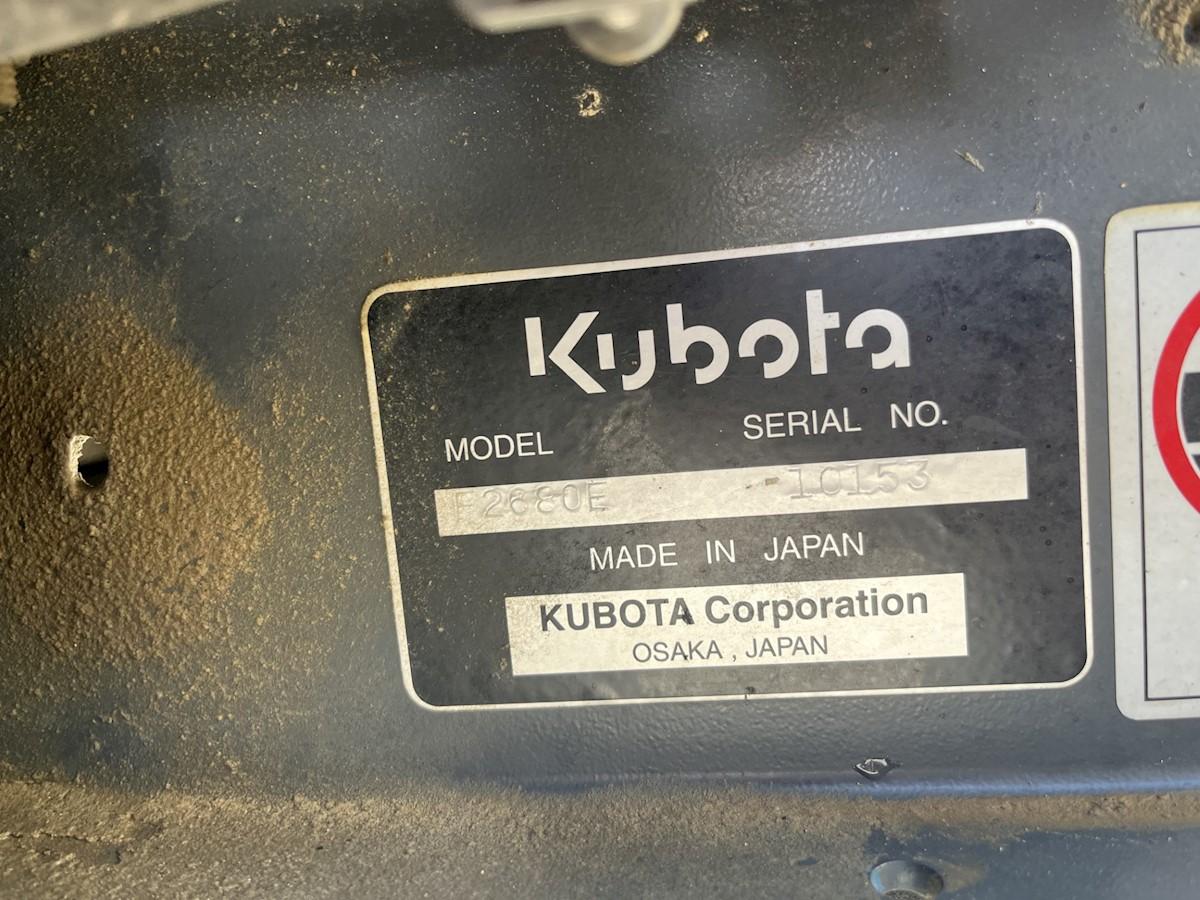 Kubota
MODEL SERIAL NO.
F2680E 10153
MADE IN JAPAN
KUBOTA Corporation
OSAKA , JAPAN